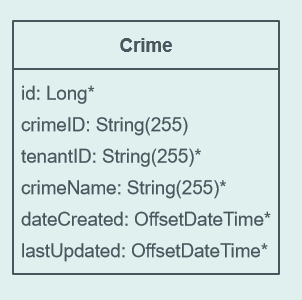 Crime
id: Long*
crimeID: String(255)
tenantID: String(255)*
crimeName: String(255)*
dateCreated: OffsetDateTime*
lastUpdated: OffsetDateTime*